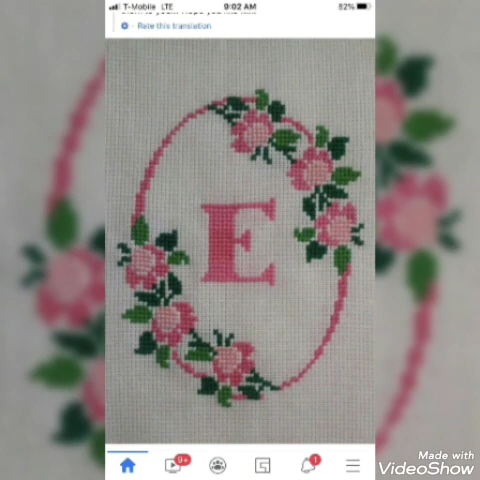 T-Mobile LTE 9:02 AM 82%
Rate this translation
E
9+
1
Made with
VideoShow